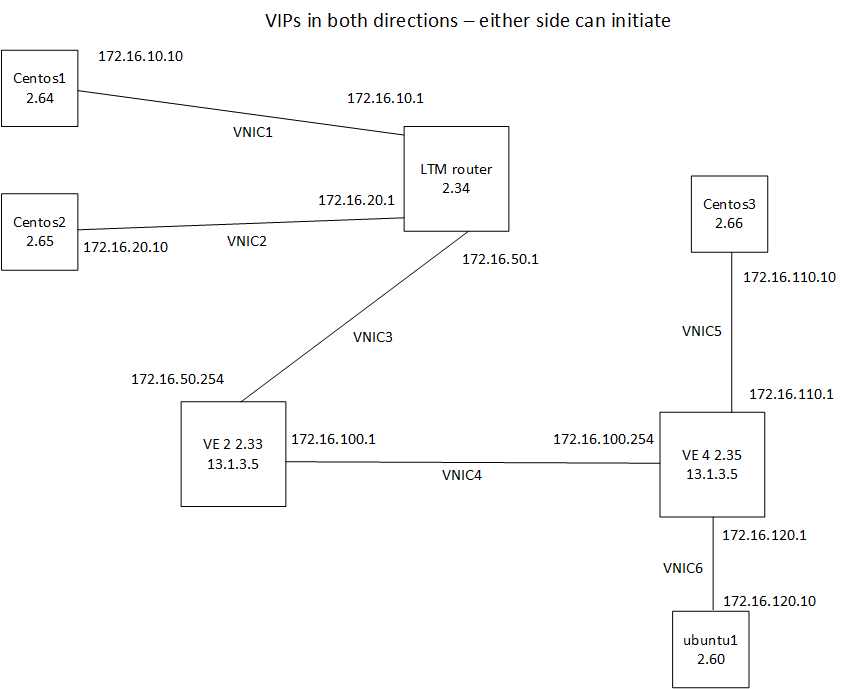 VIPs in both directions – either side can initiate
172.16.10.10
Centos1
2.64
172.16.10.1
VNIC1
LTM router
2.34
172.16.20.1
Centos2
2.65
172.16.20.10
VNIC2
Centos3
2.66
172.16.50.1
172.16.110.10
VNIC3
VNIC5
172.16.50.254
172.16.110.1
VE 2 2.33
13.1.3.5
172.16.100.1
172.16.100.254
VNIC4
VE 4 2.35
13.1.3.5
172.16.120.1
VNIC6
172.16.120.10
ubuntu1
2.60